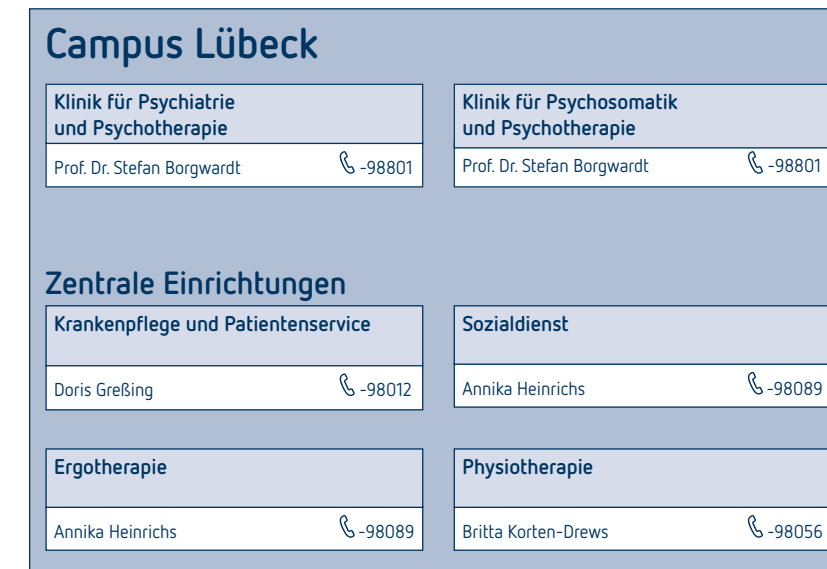 Campus Lübeck
Klinik für Psychiatrie
und Psychotherapie
Prof. Dr. Stefan Borgwardt -98801
Klinik für Psychosomatik
und Psychotherapie
Prof. Dr. Stefan Borgwardt -98801
Zentrale Einrichtungen
Krankenpflege und Patientenservice
Doris Greßing -98012
Sozialdienst
Annika Heinrichs -98089
Ergotherapie
Annika Heinrichs -98089
Physiotherapie
Britta Korten-Drews -98056